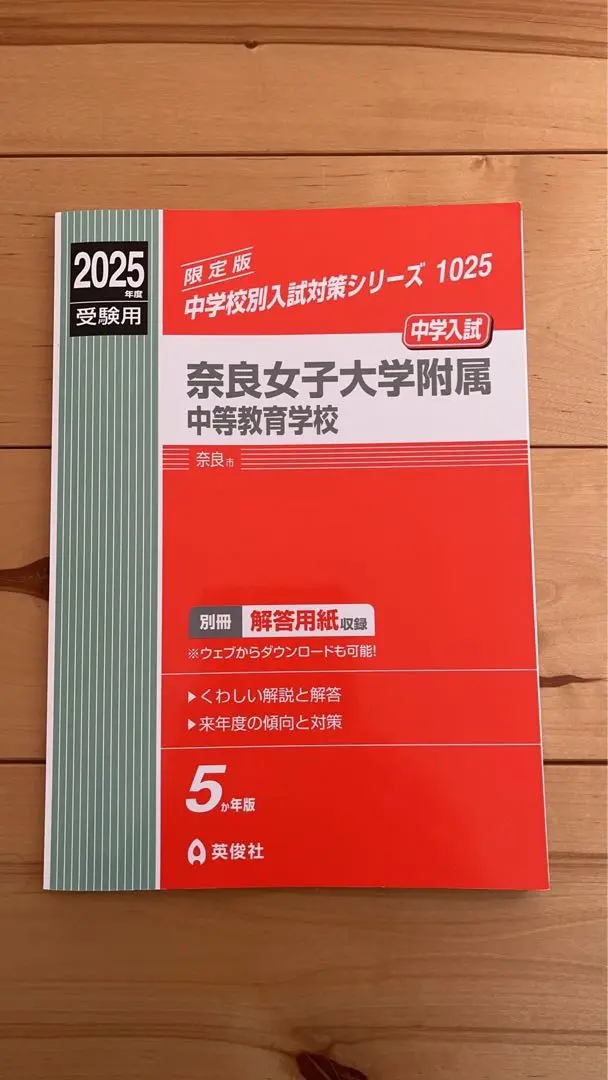 2025
年度
受験用
限定版
中学校別入試対策シリーズ 1025
中学入試
奈良女子大学附属
中等教育学校
奈良市
別冊 解答用紙収録
※ウェブからダウンロードも可能!
▶くわしい解説と解答
▶来年度の傾向と対策
5か年版
英俊社